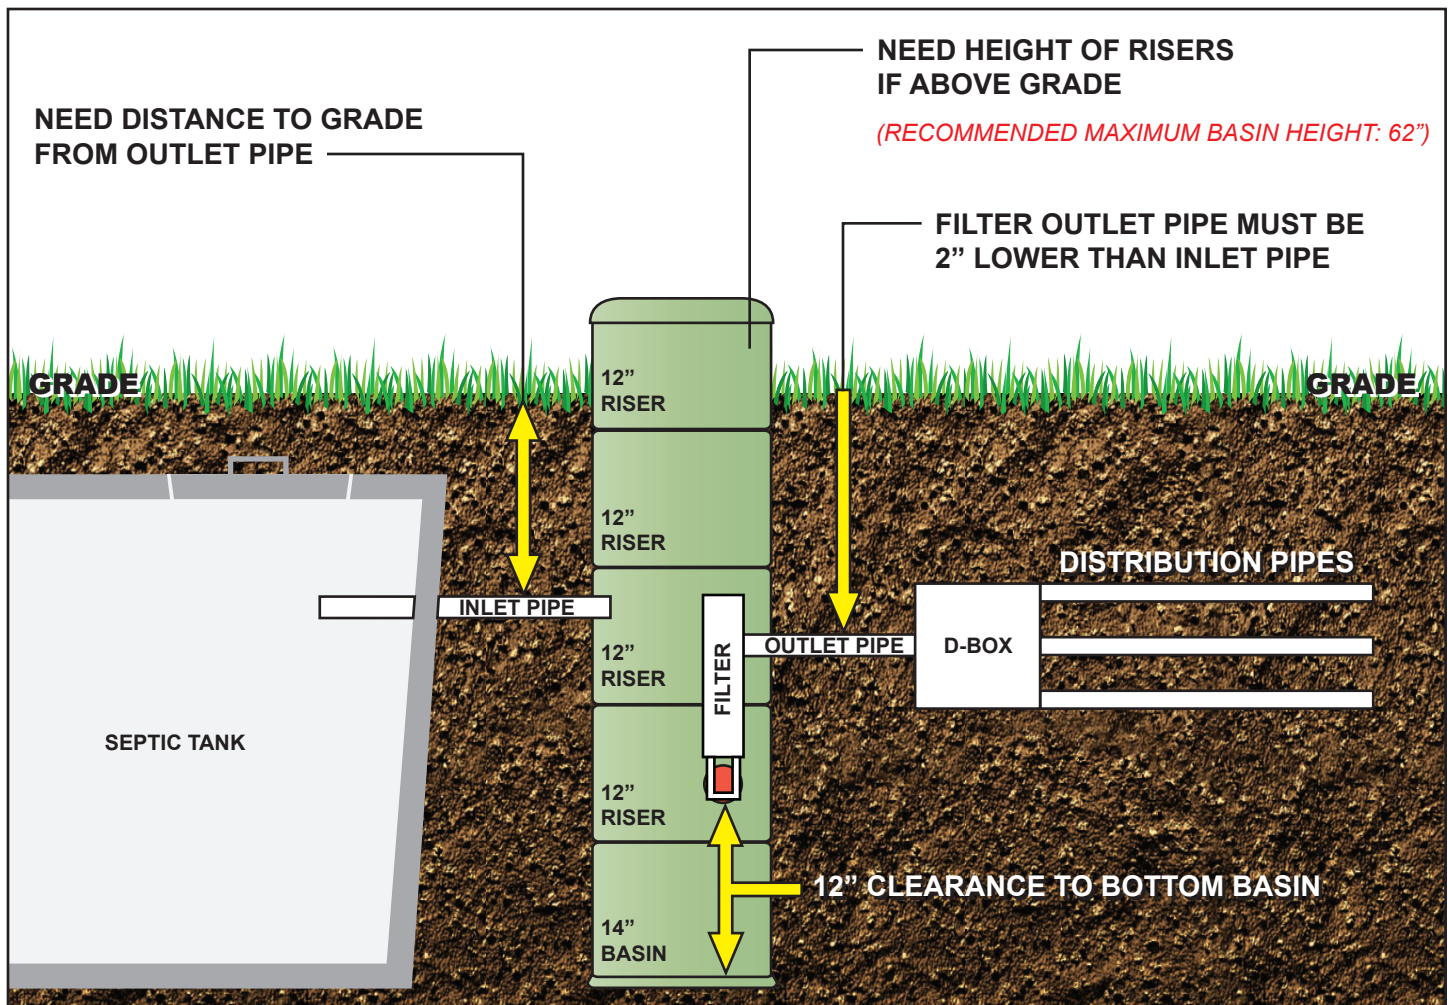 NEED HEIGHT OF RISERS
IF ABOVE GRADE
(RECOMMENDED MAXIMUM BASIN HEIGHT: 62”)
NEED DISTANCE TO GRADE
FROM OUTLET PIPE
FILTER OUTLET PIPE MUST BE
2” LOWER THAN INLET PIPE
GRADE
GRADE
12”
RISER
12”
RISER
DISTRIBUTION PIPES
INLET PIPE
OUTLET PIPE
D-BOX
12”
RISER
FILTER
SEPTIC TANK
12”
RISER
12” CLEARANCE TO BOTTOM BASIN
14”
BASIN